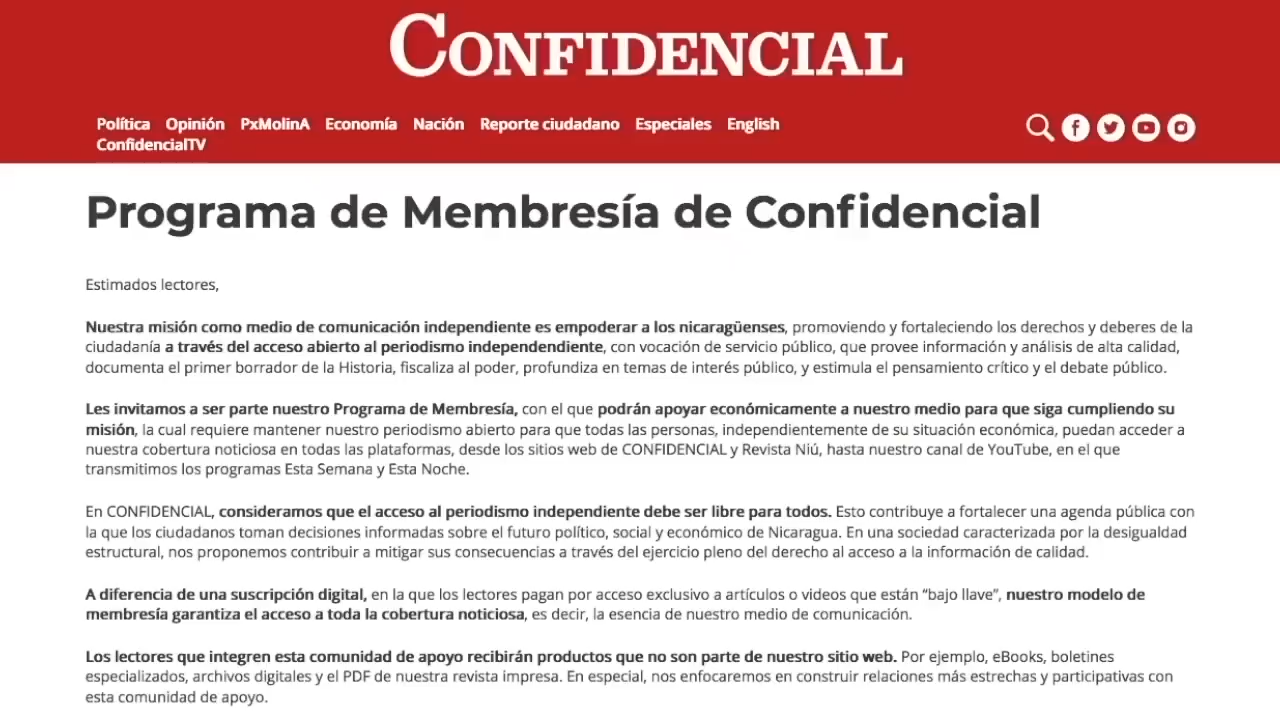 CONFIDENCIAL
Política Opinión PxMolinA Economía Nación Reporte ciudadano Especiales English
ConfidencialTV
Programa de Membresía de Confidencial
Estimados lectores,
Nuestra misión como medio de comunicación independiente es empoderar a los nicaragüenses, promoviendo y fortaleciendo los derechos y deberes de la
ciudadanía a través del acceso abierto al periodismo independendiente, con vocación de servicio público, que provee información y análisis de alta calidad,
documenta el primer borrador de la Historia, fiscaliza al poder, profundiza en temas de interés público, y estimula el pensamiento crítico y el debate público.
Les invitamos a ser parte nuestro Programa de Membresía, con el que podrán apoyar económicamente a nuestro medio para que siga cumpliendo su
misión, la cual requiere mantener nuestro periodismo abierto para que todas las personas, independientemente de su situación económica, puedan acceder a
nuestra cobertura noticiosa en todas las plataformas, desde los sitios web de CONFIDENCIAL y Revista Niú, hasta nuestro canal de YouTube, en el que
transmitimos los programas Esta Semana y Esta Noche.
En CONFIDENCIAL, consideramos que el acceso al periodismo independiente debe ser libre para todos. Esto contribuye a fortalecer una agenda pública con
la que los ciudadanos toman decisiones informadas sobre el futuro político, social y económico de Nicaragua. En una sociedad caracterizada por la desigualdad
estructural, nos proponemos contribuir a mitigar sus consecuencias a través del ejercicio pleno del derecho al acceso a la información de calidad.
A diferencia de una suscripción digital, en la que los lectores pagan por acceso exclusivo a artículos o videos que están “bajo llave”, nuestro modelo de
membresía garantiza el acceso a toda la cobertura noticiosa, es decir, la esencia de nuestro medio de comunicación.
Los lectores que integren esta comunidad de apoyo recibirán productos que no son parte de nuestro sitio web. Por ejemplo, eBooks, boletines
especializados, archivos digitales y el PDF de nuestra revista impresa. En especial, nos enfocaremos en construir relaciones más estrechas y participativas con
esta comunidad de apoyo.